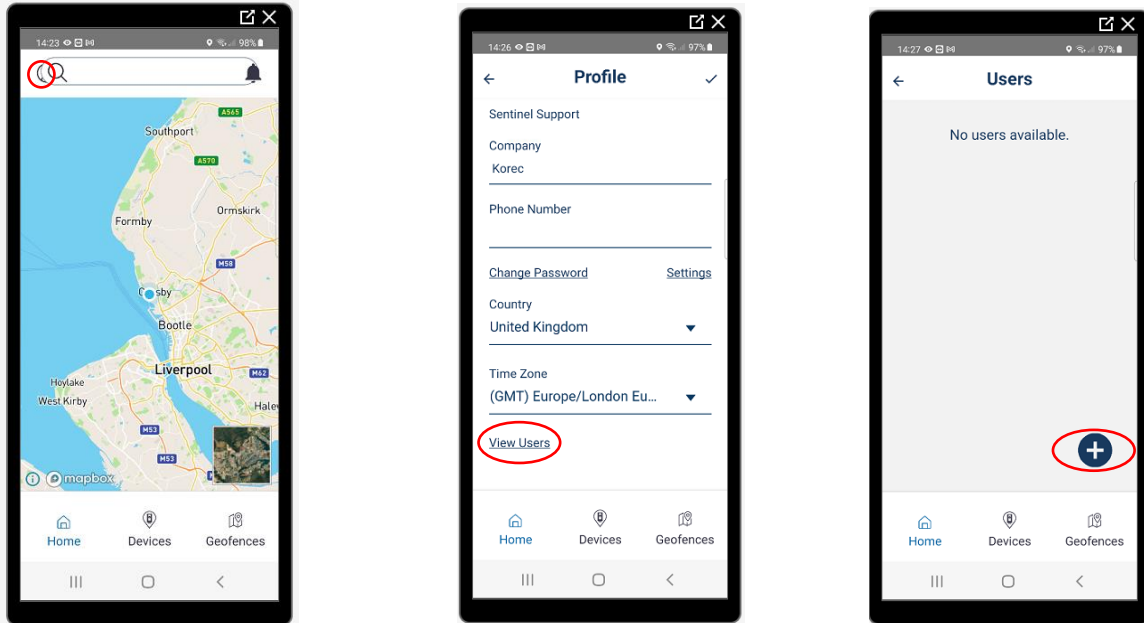 14:23 98%
A565
Southport
A570
Ormskirk
Formby
M58
Bootle
Liverpool
M62
Hoylake
West Kirby
Hale
M53
M53
mapbox
Home Devices Geofences
14:26 97%
Profile
Sentinel Support
Company
Korec
Phone Number
Change Password Settings
Country
United Kingdom
Time Zone
(GMT) Europe/London Eu...
View Users
Home Devices Geofences
14:27 97%
Users
No users available.
Home Devices Geofences